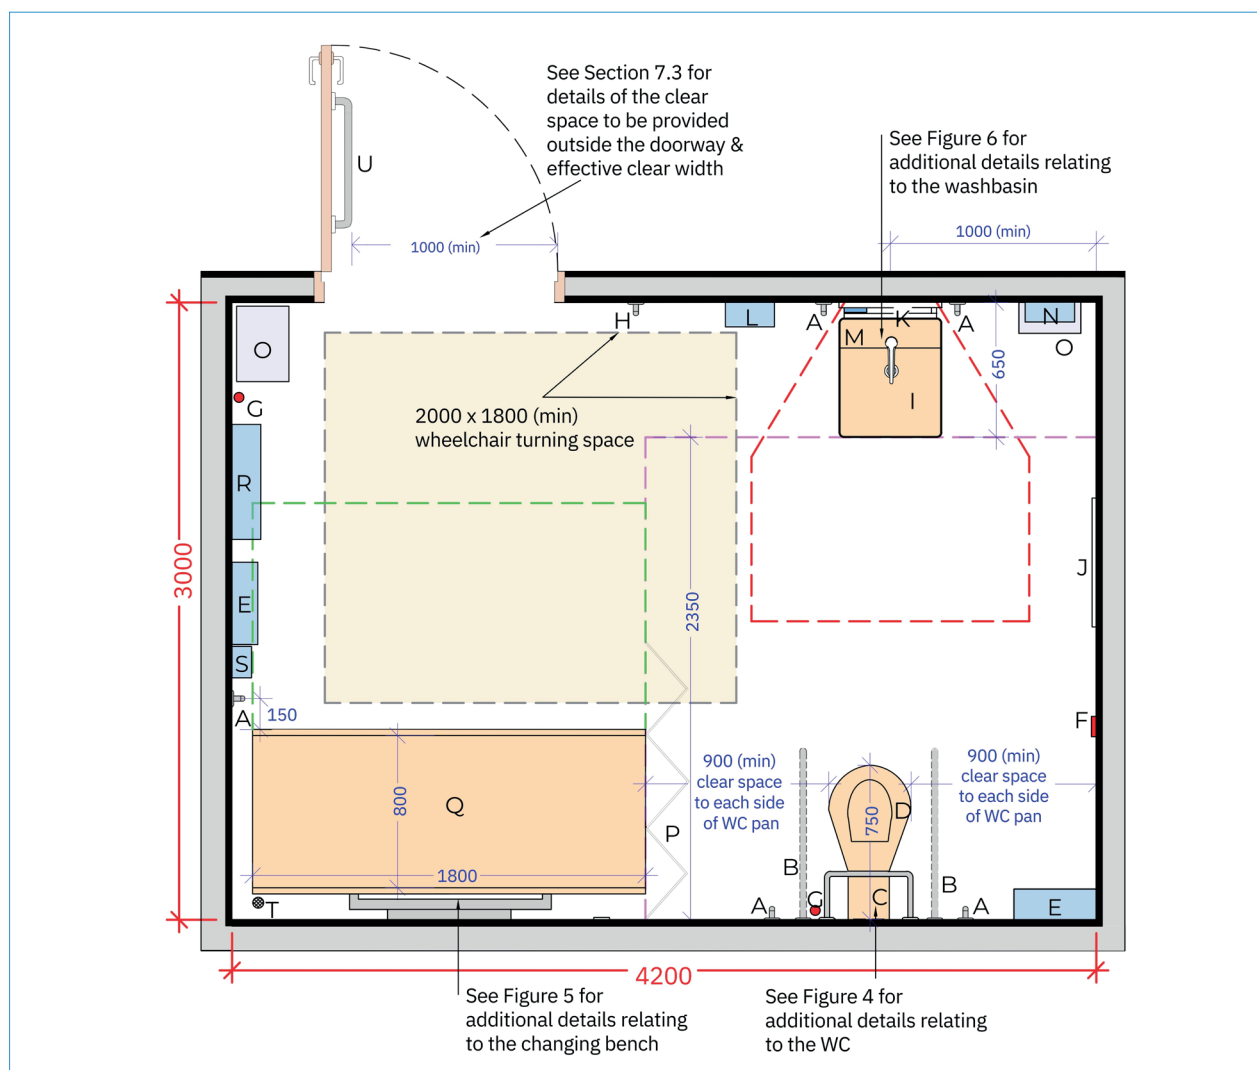 See Section 7.3 for
details of the clear
space to be provided
outside the doorway &
effective clear width
U
1000 (min)
See Figure 6 for
additional details relating
to the washbasin
1000 (min)
H
L
A
K
A
N
O
M
O
I
650
G
2000 x 1800 (min)
wheelchair turning space
R
3000
E
2350
J
S
A
150
F
900 (min)
clear space
to each side
of WC pan
900 (min)
clear space
to each side
of WC pan
Q
800
750
D
P
1800
B
B
T
A
G
C
A
E
4200
See Figure 5 for
additional details relating
to the changing bench
See Figure 4 for
additional details relating
to the WC